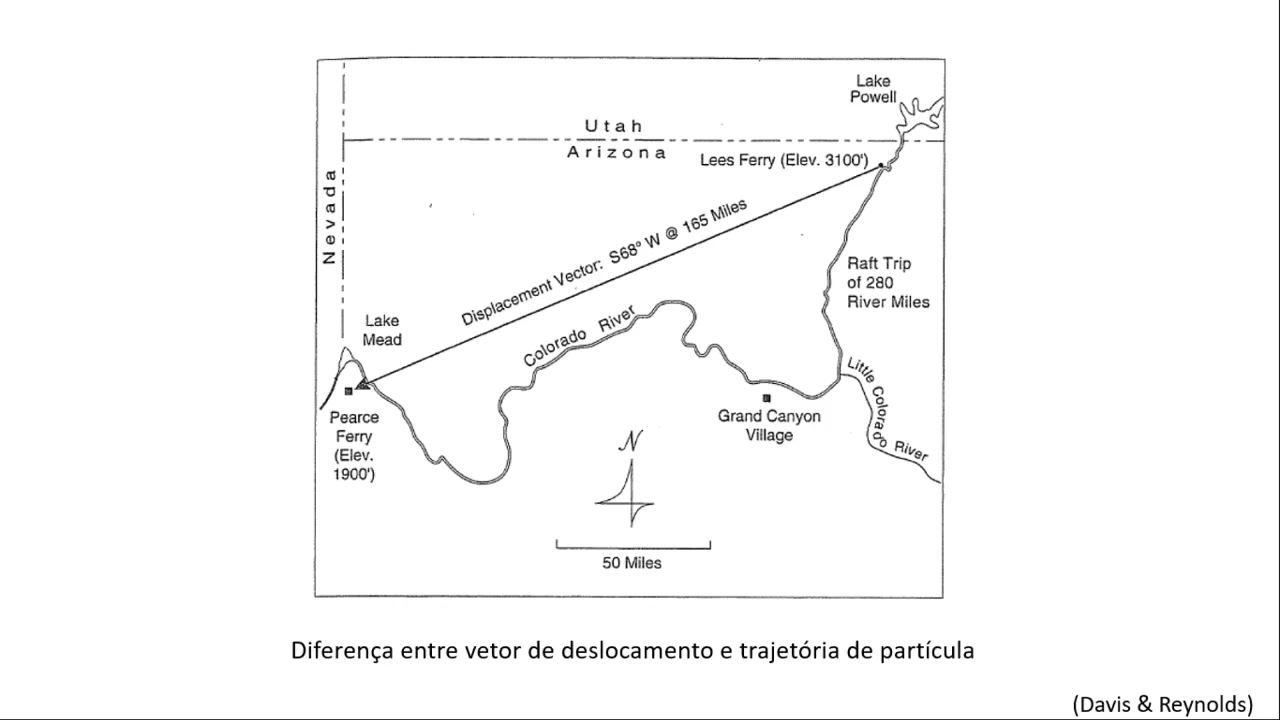 Lake
Powell
Utah
Arizona
Nevada
Lees Ferry (Elev. 3100')
Displacement Vector: S68° W @ 165 Miles
Raft Trip
of 280
River Miles
Lake
Mead
Colorado River
Little Colorado River
Pearce
Ferry
(Elev.
1900')
Grand Canyon
Village
N
50 Miles
Diferença entre vetor de deslocamento e trajetória de partícula
(Davis & Reynolds)